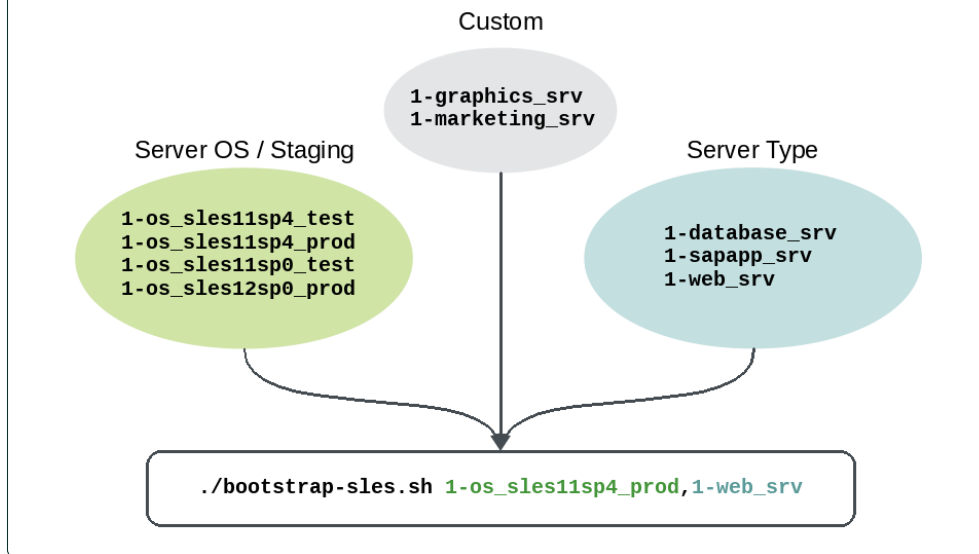 Custom
1-graphics_srv
1-marketing_srv
Server OS / Staging
1-os_sles11sp4_test
1-os_sles11sp4_prod
1-os_sles11sp0_test
1-os_sles12sp0_prod
Server Type
1-database_srv
1-sapapp_srv
1-web_srv
./bootstrap-sles.sh 1-os_sles11sp4_prod,1-web_srv